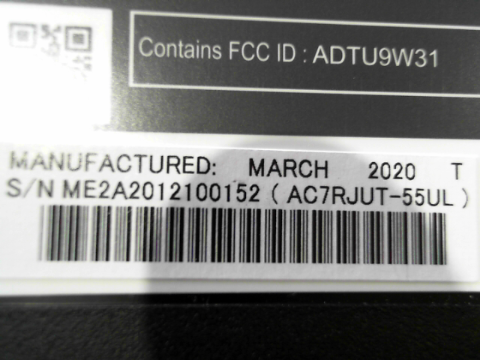 Contains FCC ID : ADTU9W31
MANUFACTURED: MARCH 2020 T
S/N ME2A2012100152 ( AC7RJUT-55UL )